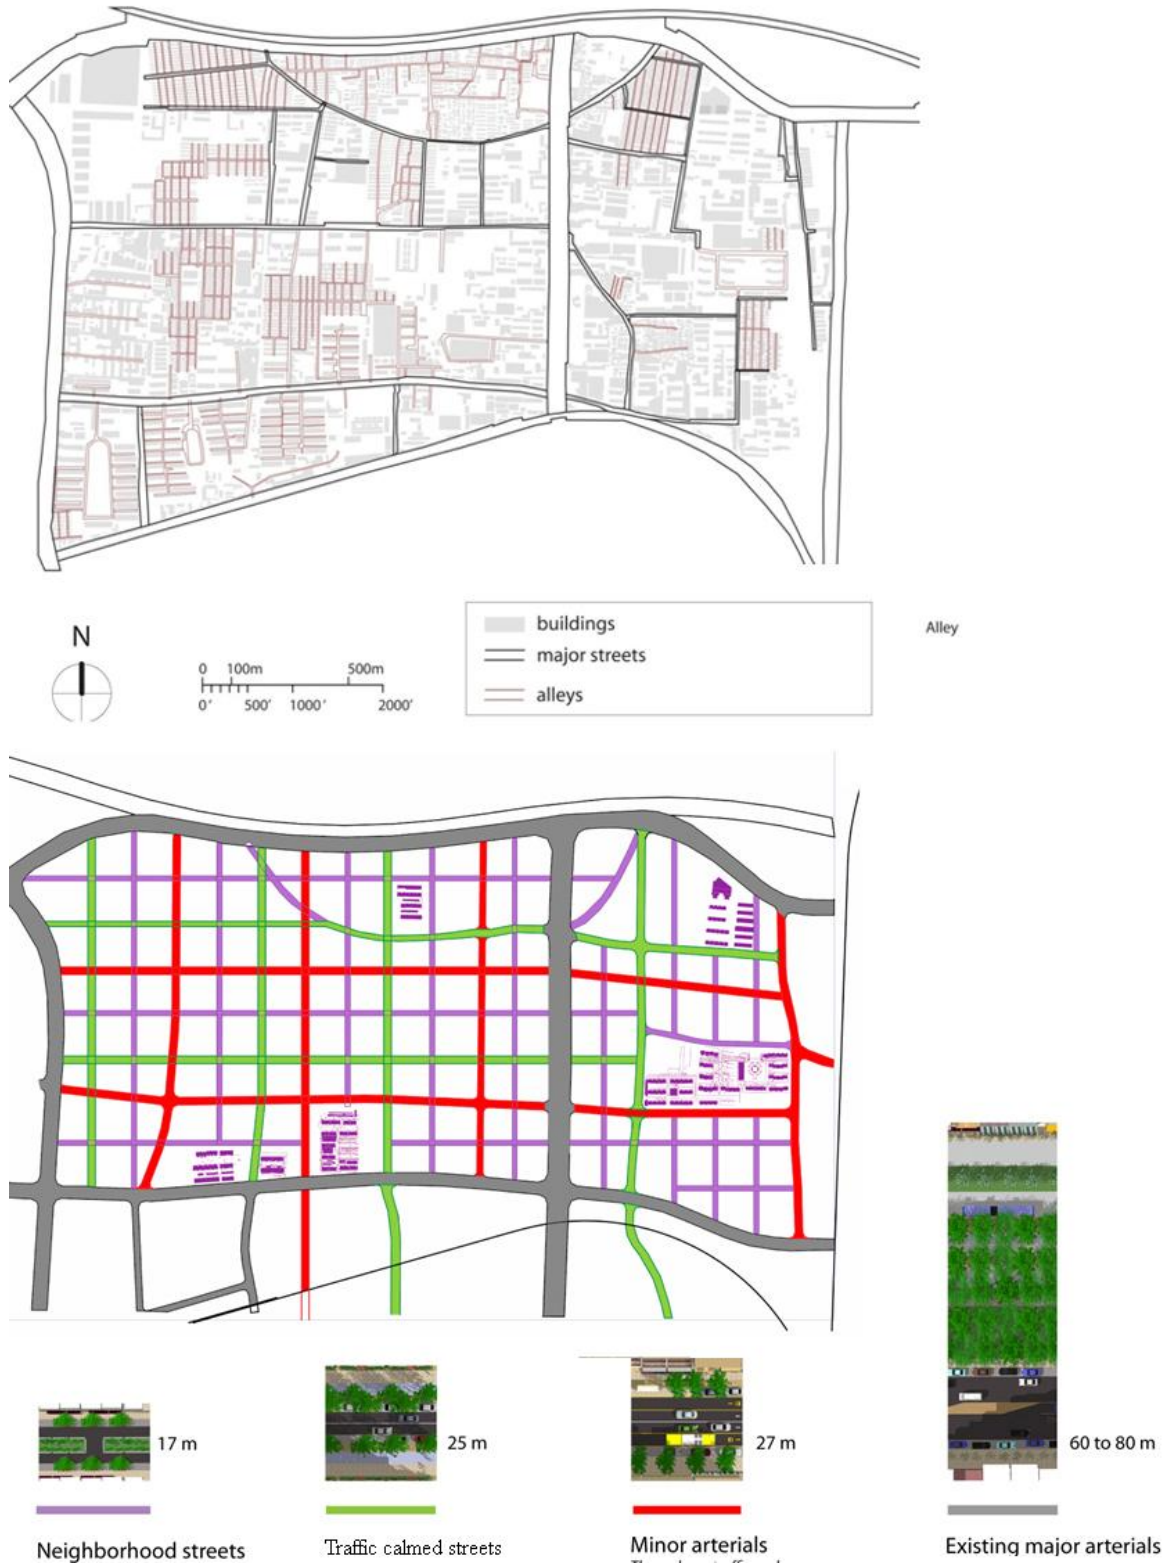 N
0 100m 500m
0' 500' 1000' 2000'
buildings
major streets
alleys
Alley
17 m
25 m
27 m
60 to 80 m
Neighborhood streets
Traffic calmed streets
Minor arterials
Existing major arterials